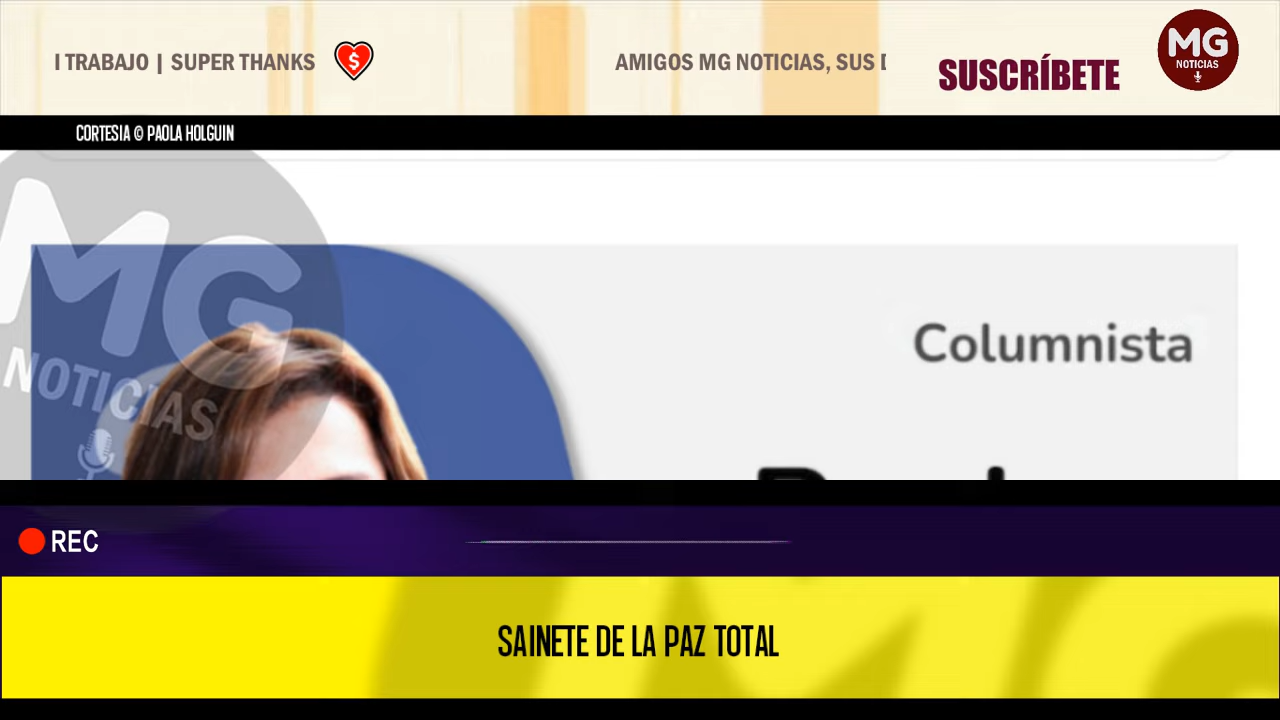 I TRABAJO | SUPER THANKS
AMIGOS MG NOTICIAS, SUS
SUSCRÍBETE
MG
NOTICIAS
CORTESIA © PAOLA HOLGUIN
MG
NOTICIAS
Columnista
REC
SAINETE DE LA PAZ TOTAL